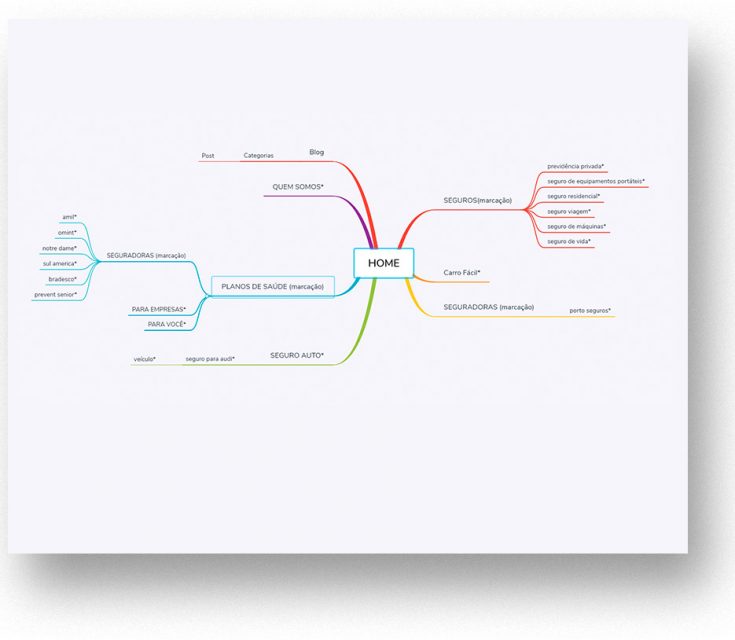 HOME
Blog
Categorias
Post
QUEM SOMOS*
PLANOS DE SAÚDE (marcação)
SEGURADORAS (marcação)
amil*
omint*
notre dame*
sul america*
bradesco*
prevent senior*
PARA EMPRESAS*
PARA VOCÊ*
SEGURO AUTO*
seguro para audi*
veículo*
SEGUROS(marcação)
previdência privada*
seguro de equipamentos portáteis*
seguro residencial*
seguro viagem*
seguro de máquinas*
seguro de vida*
Carro Fácil*
SEGURADORAS (marcação)
porto seguros*